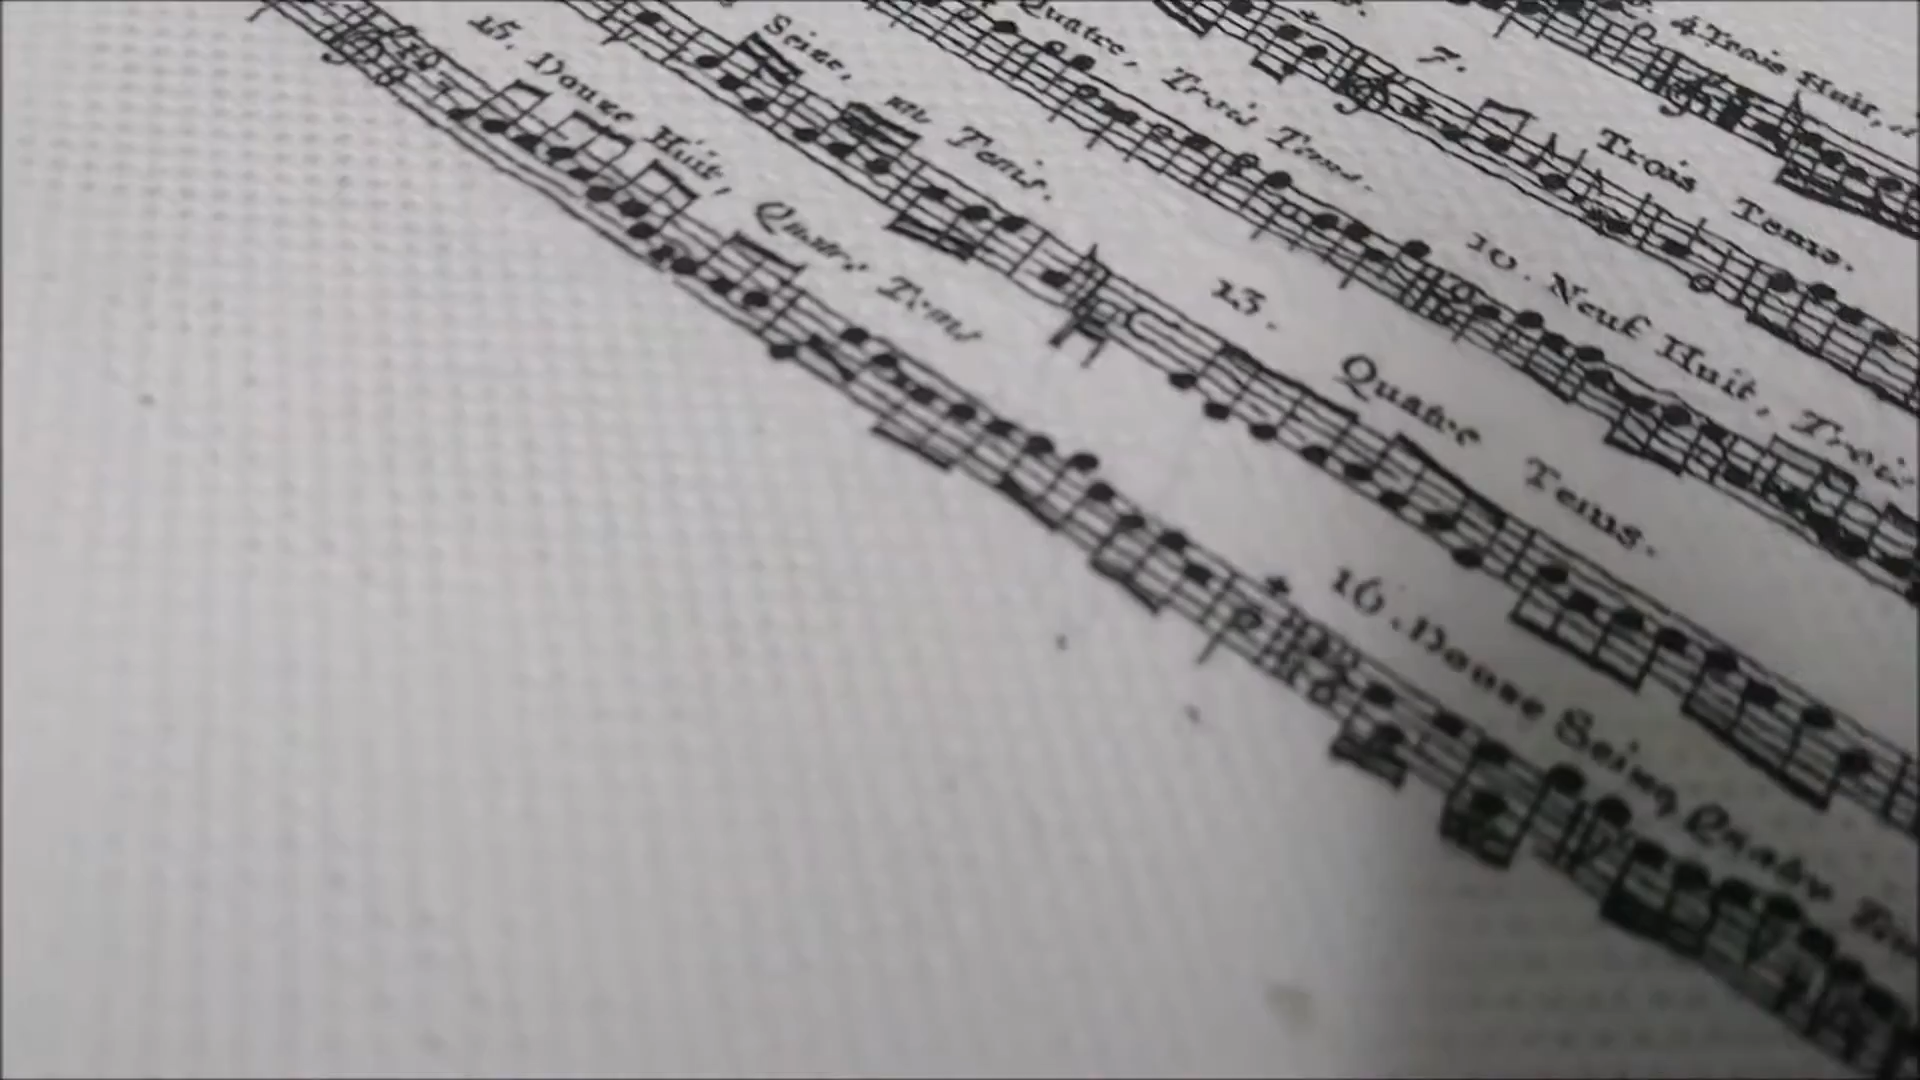 4 Trois Huit,
7. Trois Tems.
Quatre, Trois Tems.
10. Neuf Huit, Trois
Seize, un Tems.
13. Quatre Tems.
15. Douze Huit, Quatre Tems
16. Douze Seize, Quatre